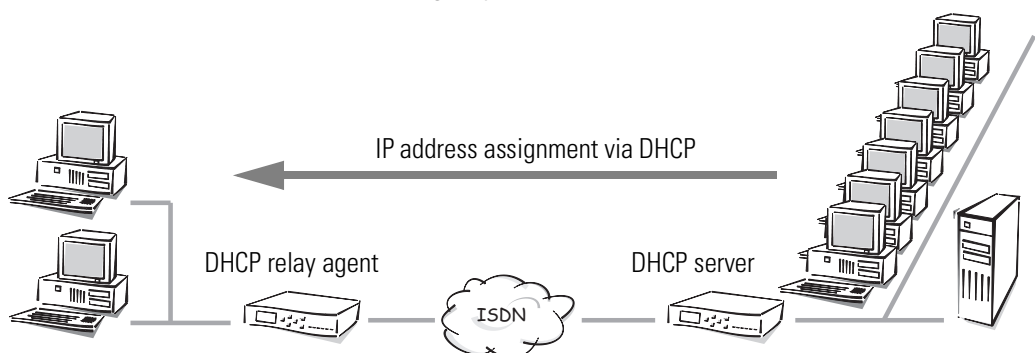 IP address assignment via DHCP
DHCP relay agent
DHCP server
ISDN